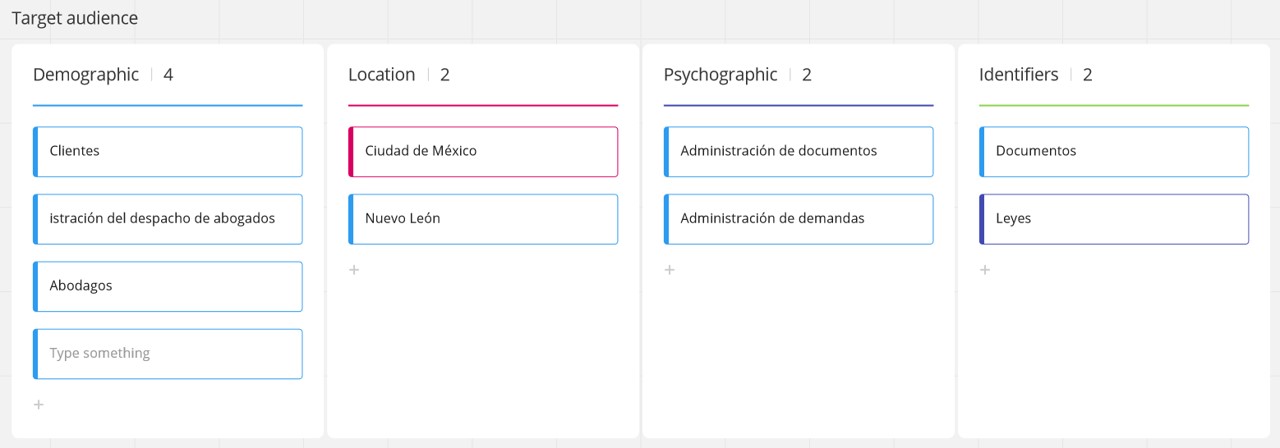 Target audience
Demographic | 4
Clientes
istración del despacho de abogados
Abodagos
Type something
+
Location | 2
Ciudad de México
Nuevo León
+
Psychographic | 2
Administración de documentos
Administración de demandas
+
Identifiers | 2
Documentos
Leyes
+